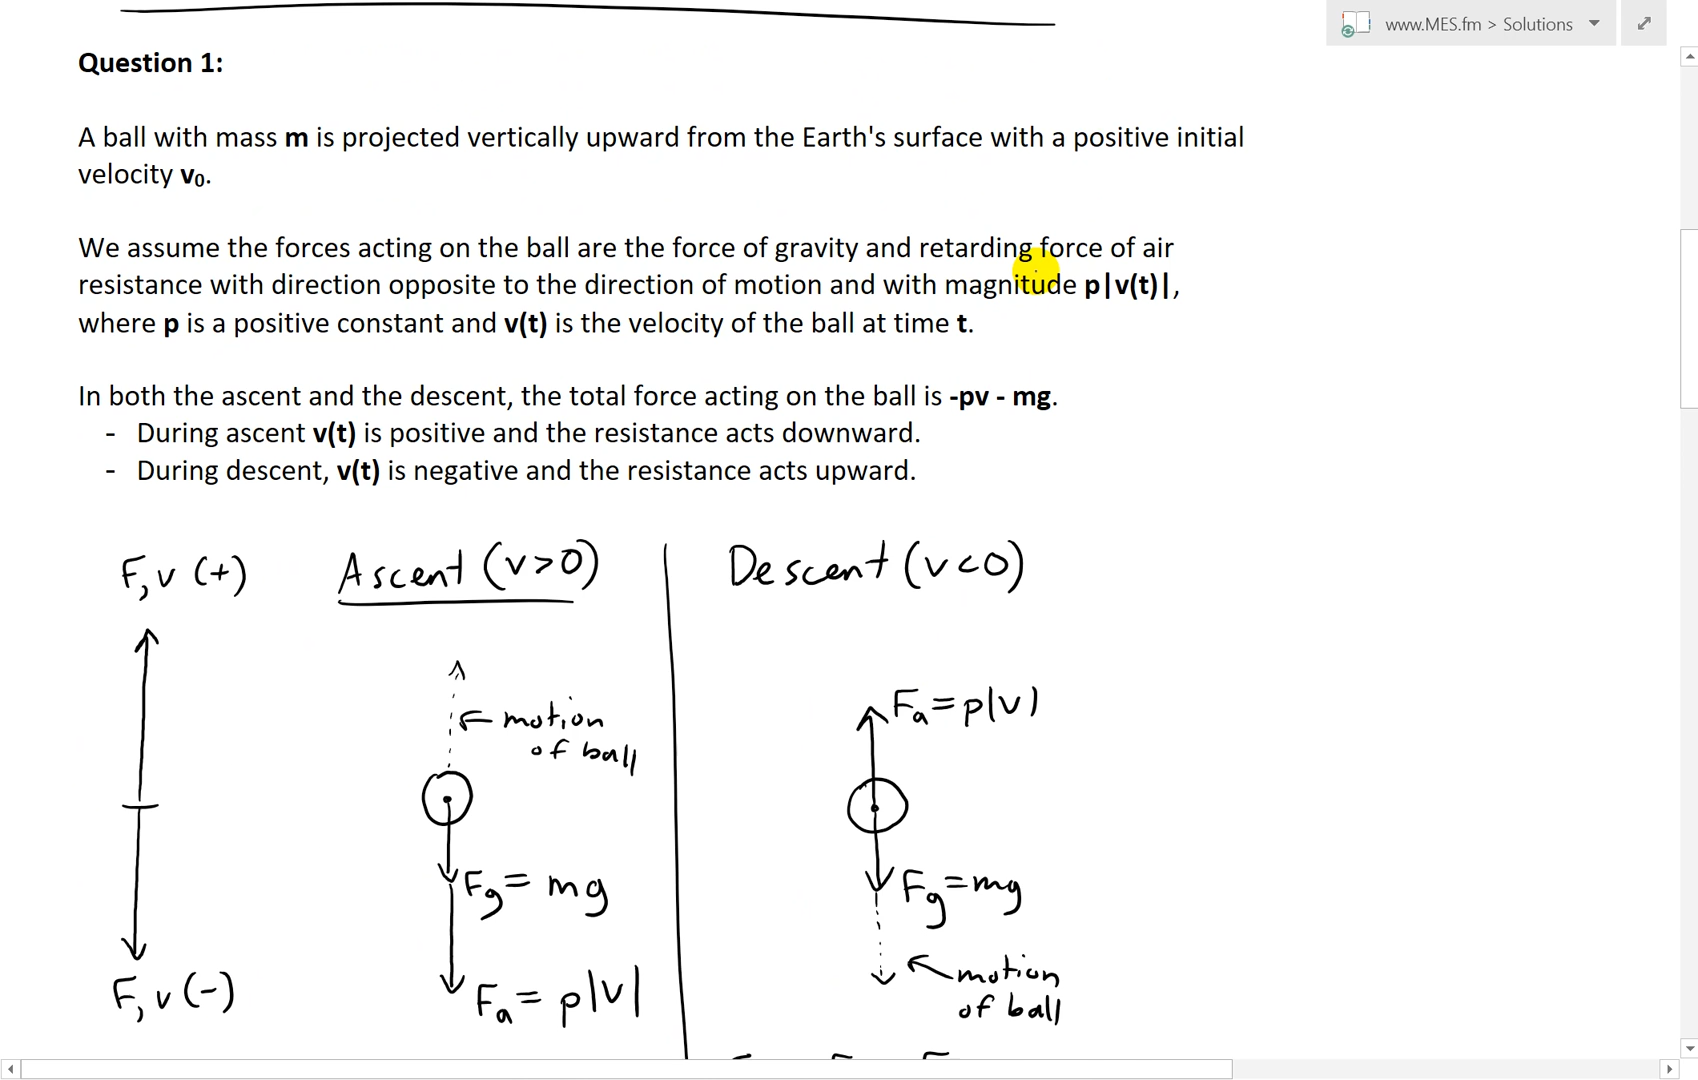 www.MES.fm > Solutions
Question 1:
A ball with mass m is projected vertically upward from the Earth's surface with a positive initial
velocity v₀.
We assume the forces acting on the ball are the force of gravity and retarding force of air
resistance with direction opposite to the direction of motion and with magnitude p|v(t)|,
where p is a positive constant and v(t) is the velocity of the ball at time t.
In both the ascent and the descent, the total force acting on the ball is -pv - mg.
- During ascent v(t) is positive and the resistance acts downward.
- During descent, v(t) is negative and the resistance acts upward.
F, v (+)
Ascent (v>0)
motion
of ball
Fg = mg
Fa = p|v|
F, v (-)
Descent (v<0)
Fa = p|v|
Fg = mg
motion
of ball